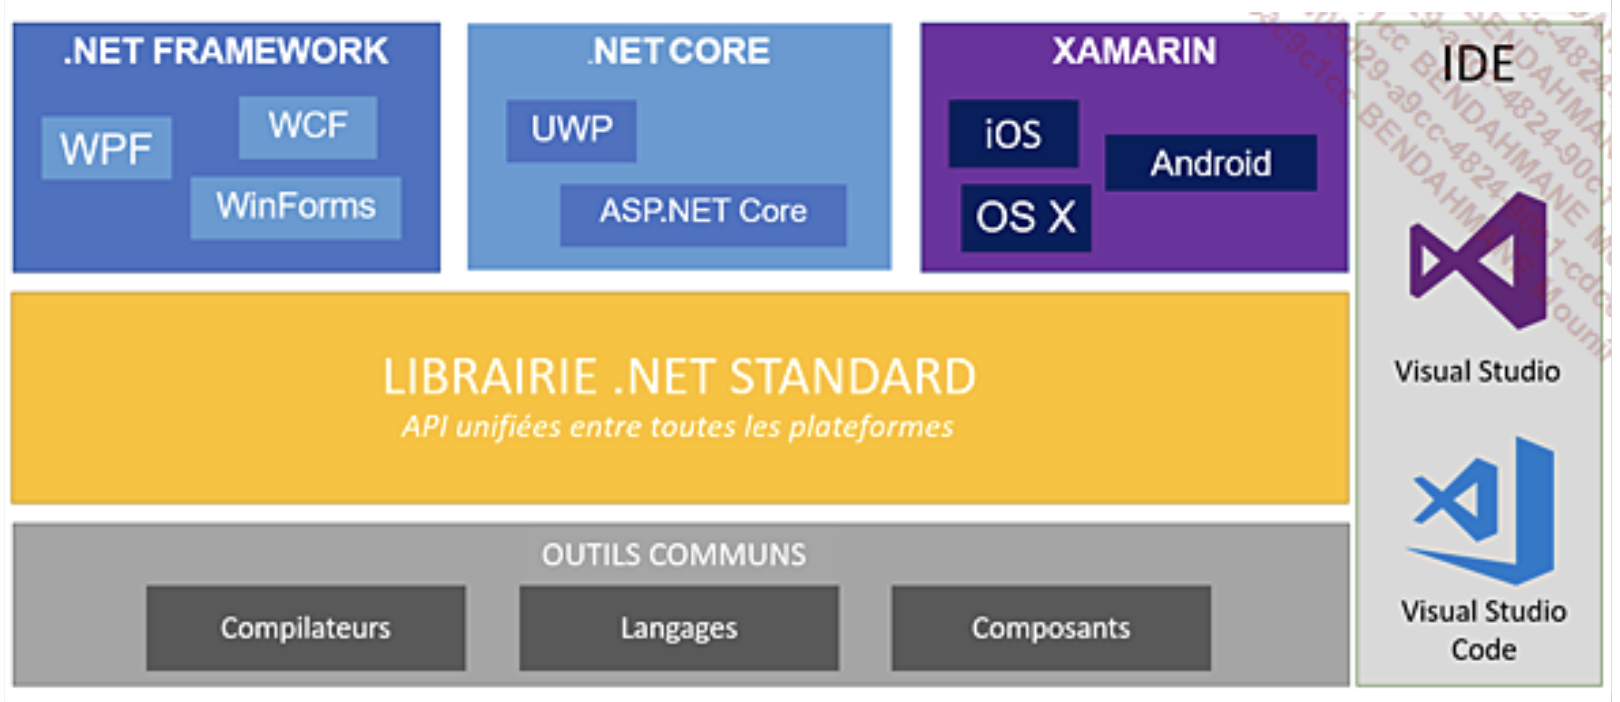 .NET FRAMEWORK
WPF
WCF
WinForms
.NET CORE
UWP
ASP.NET Core
XAMARIN
iOS
Android
OS X
IDE
Visual Studio
Visual Studio
Code
LIBRAIRIE .NET STANDARD
API unifiées entre toutes les plateformes
OUTILS COMMUNS
Compilateurs
Langages
Composants
BENDAHMANE